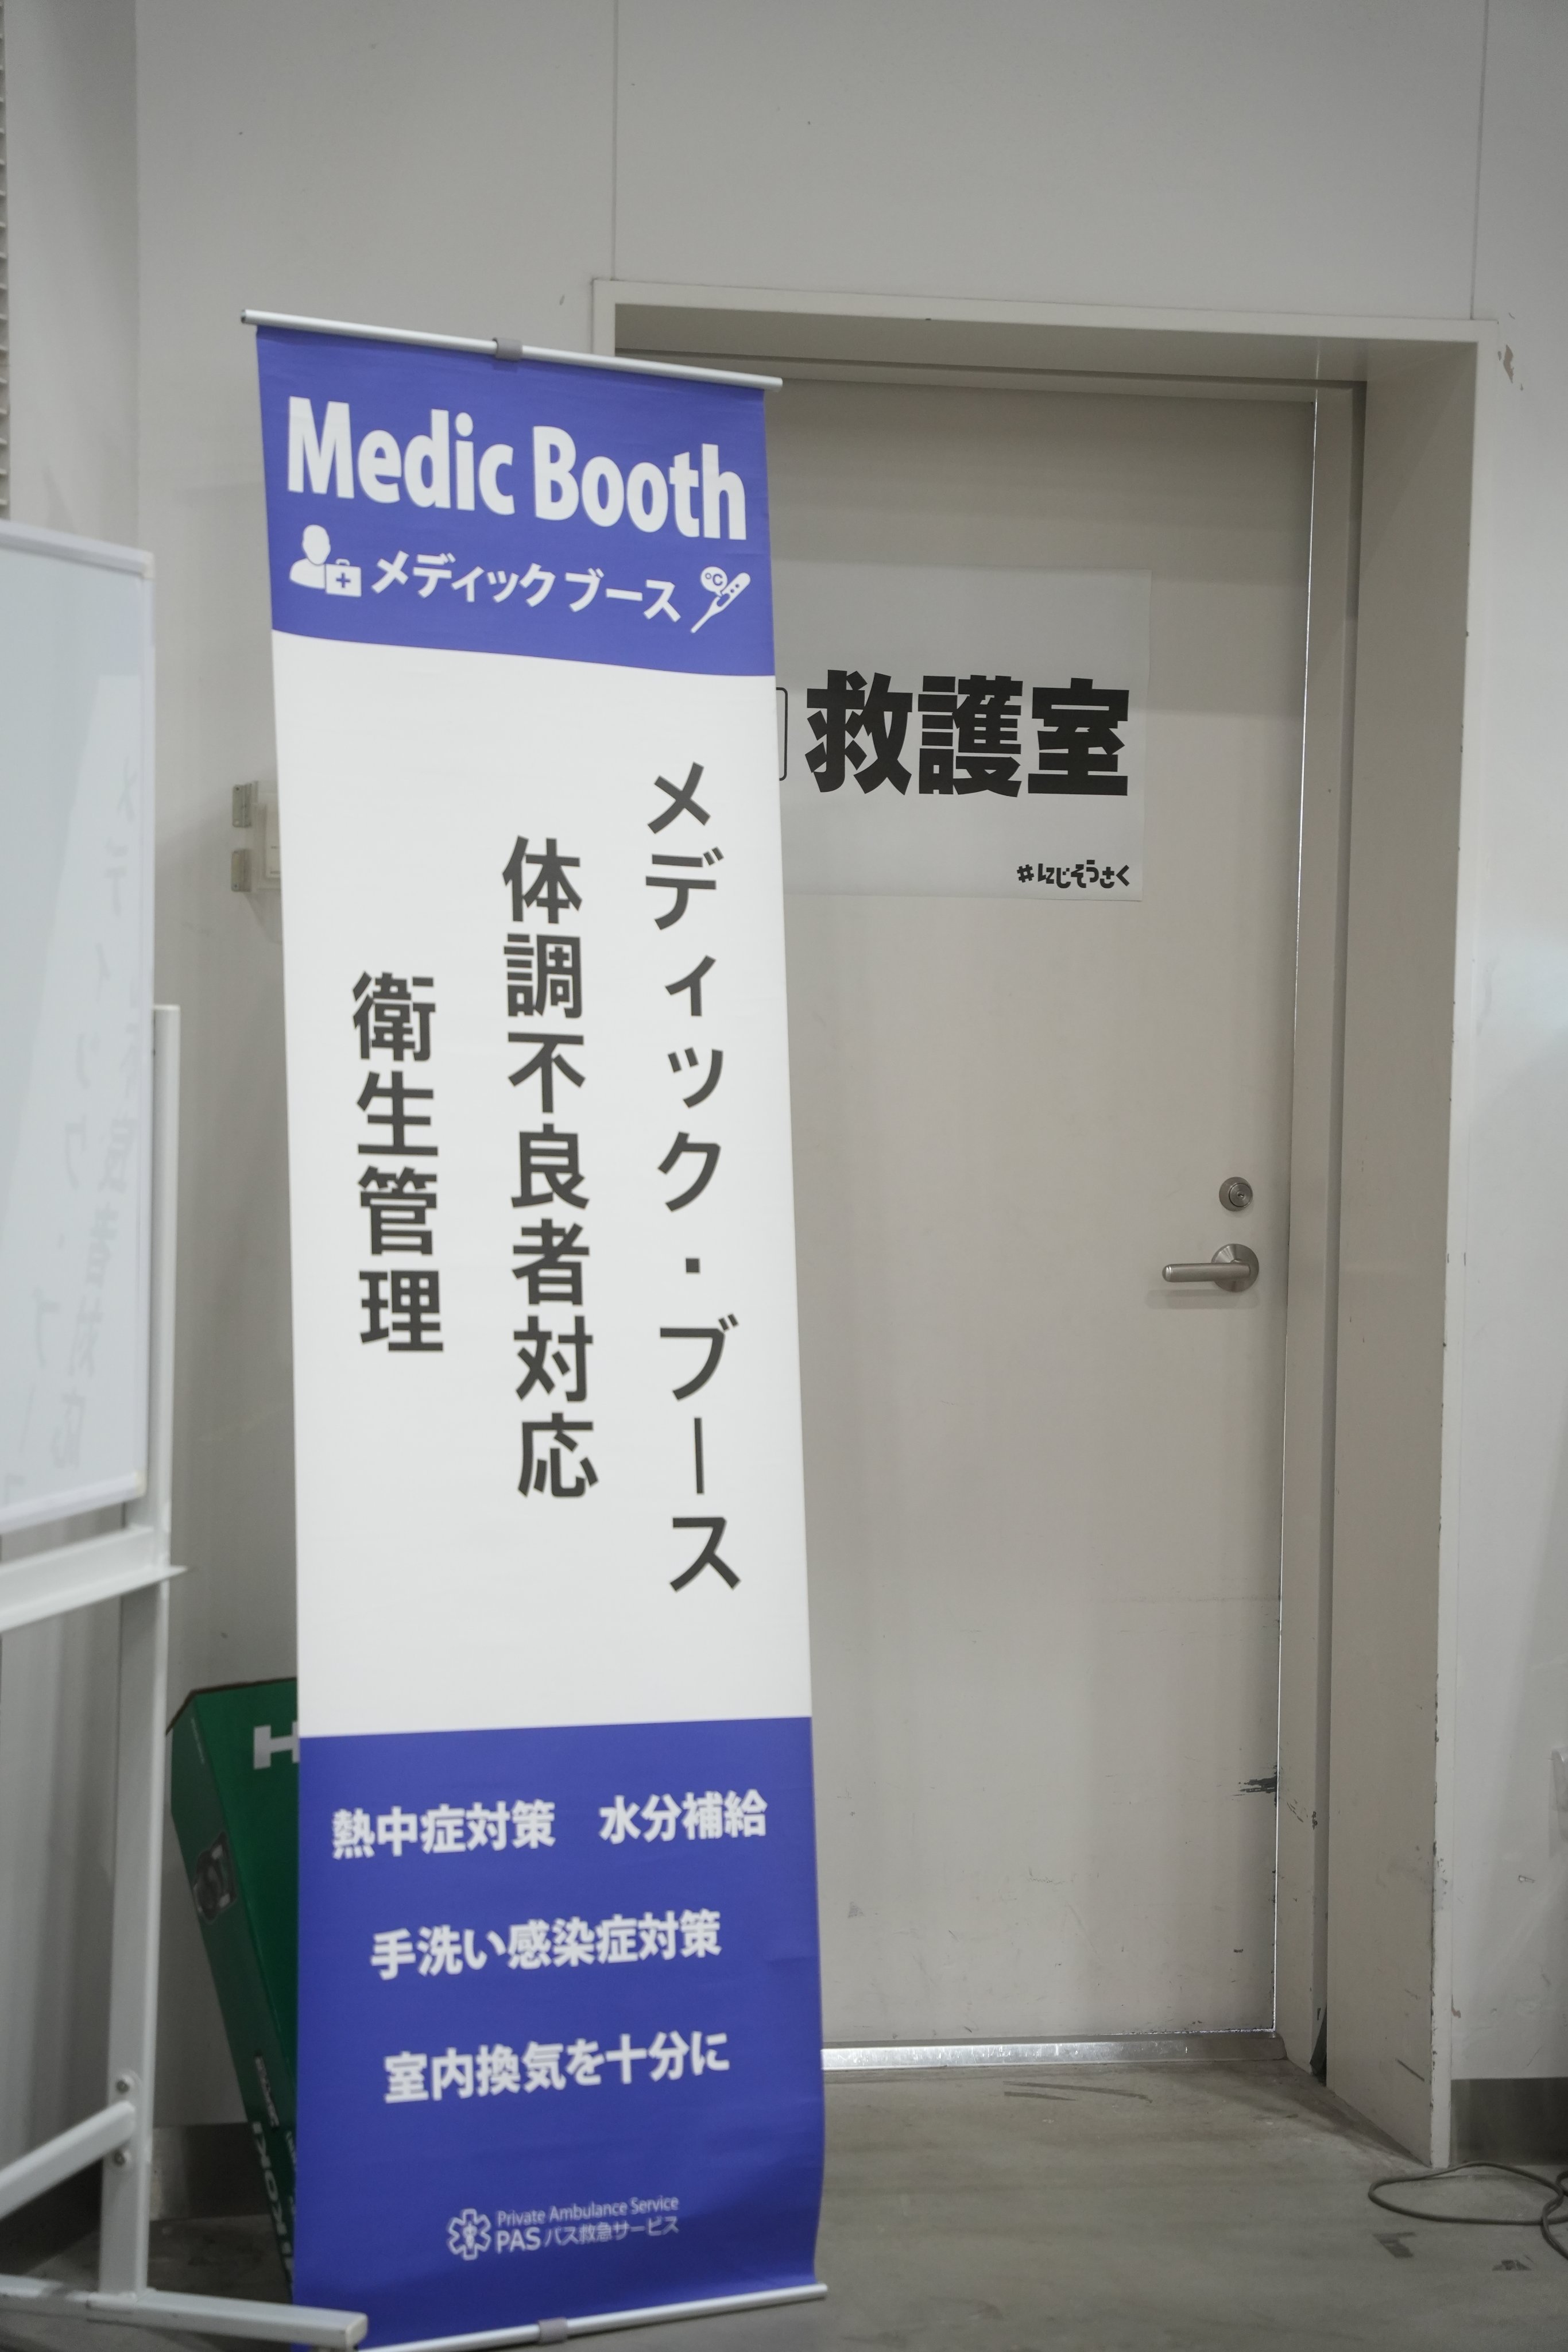 Medic Booth
メディックブース
℃
メディック・ブース
体調不良者対応
衛生管理
熱中症対策　水分補給
手洗い感染症対策
室内換気を十分に
Private Ambulance Service
PAS パス救急サービス
救護室
#にじそうさく
H